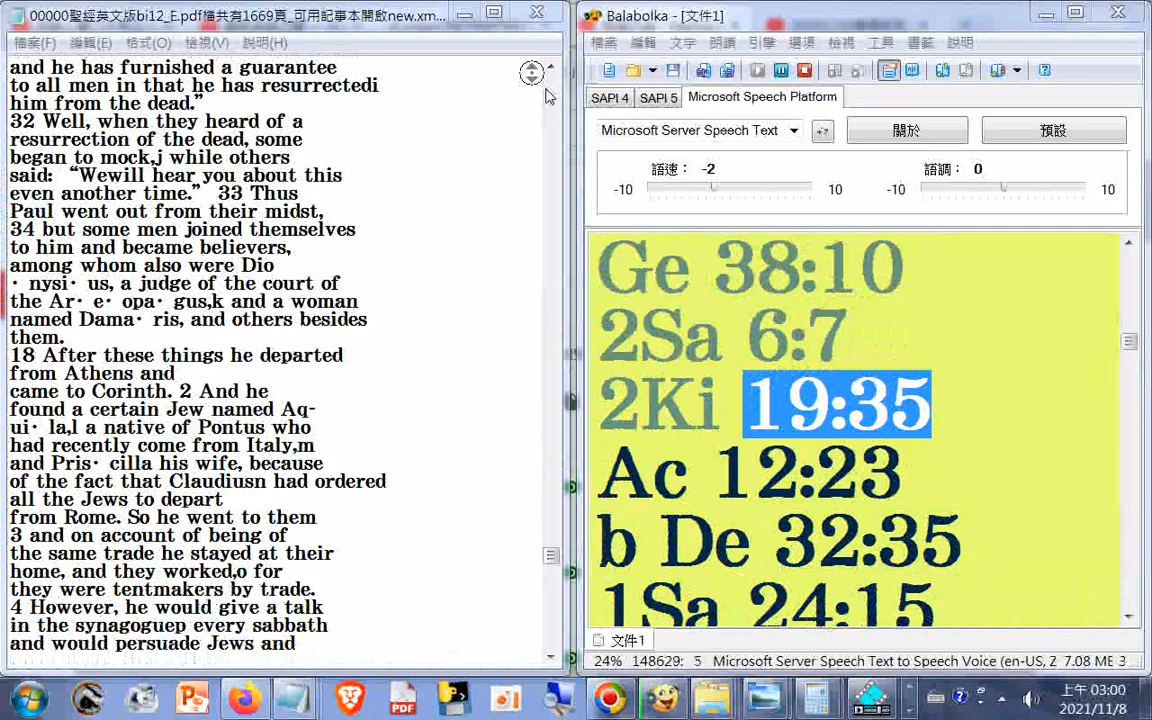 00000聖經英文版bi12_E.pdf檔共有1669頁_可用記事本開啟new.xm...
檔案(F) 編輯(E) 格式(O) 檢視(V) 說明(H)
and he has furnished a guarantee
to all men in that he has resurrectedi
him from the dead.”
32 Well, when they heard of a
resurrection of the dead, some
began to mock,j while others
said: “Wewill hear you about this
even another time.” 33 Thus
Paul went out from their midst,
34 but some men joined themselves
to him and became believers,
among whom also were Dio
· nysi· us, a judge of the court of
the Ar· e· opa· gus,k and a woman
named Dama· ris, and others besides
them.
18 After these things he departed
from Athens and
came to Corinth. 2 And he
found a certain Jew named Aq-
ui· la,l a native of Pontus who
had recently come from Italy,m
and Pris· cilla his wife, because
of the fact that Claudiusn had ordered
all the Jews to depart
from Rome. So he went to them
3 and on account of being of
the same trade he stayed at their
home, and they worked,o for
they were tentmakers by trade.
4 However, he would give a talk
in the synagoguep every sabbath
and would persuade Jews and
Balabolka - [文件1]
檔案 編輯 文字 朗讀 引擎 選項 檢視 工具 書籤 說明
SAPI 4 SAPI 5 Microsoft Speech Platform
Microsoft Server Speech Text
關於 預設
語速: -2 語調: 0
-10 10 -10 10
Ge 38:10
2Sa 6:7
2Ki 19:35
Ac 12:23
b De 32:35
1Sa 24:15
文件1
24% 148629: 5 Microsoft Server Speech Text to Speech Voice (en-US, 2 7.08 MB 3
上午 03:00
2021/11/8